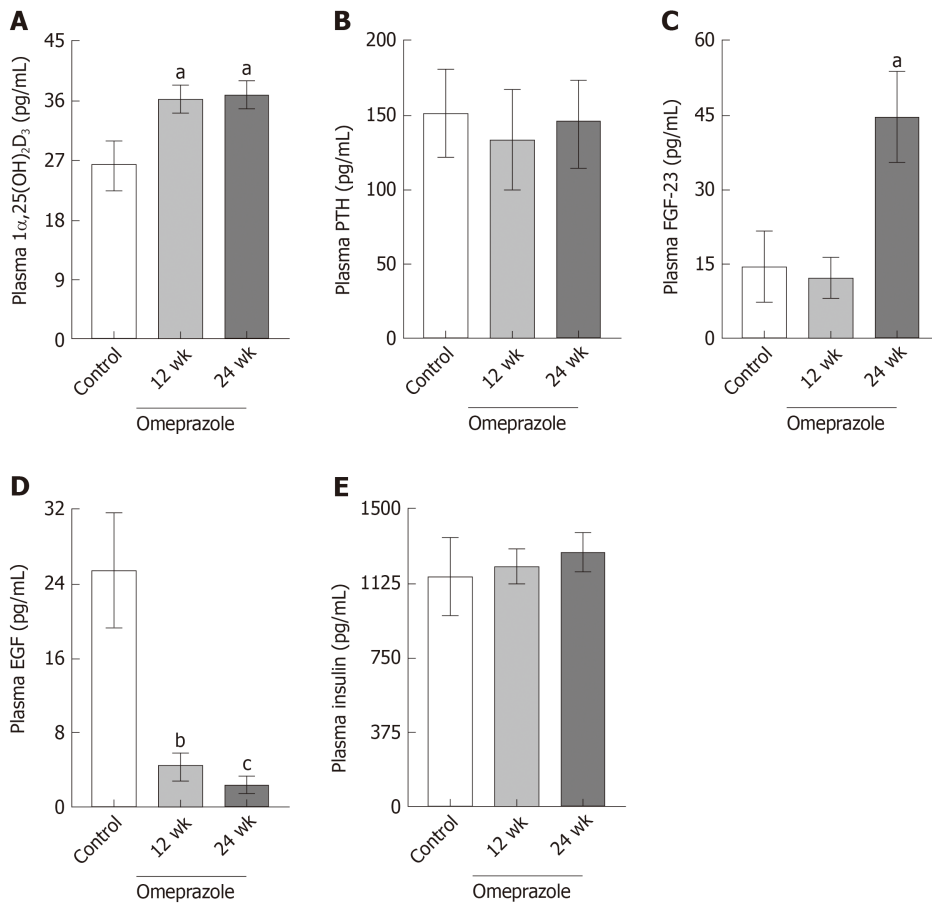 A
Plasma 1α,25(OH)₂D₃ (pg/mL)
45
36
27
18
9
0
a
a
Control
12 wk
24 wk
Omeprazole
B
Plasma PTH (pg/mL)
200
150
100
50
0
Control
12 wk
24 wk
Omeprazole
C
Plasma FGF-23 (pg/mL)
60
45
30
15
0
a
Control
12 wk
24 wk
Omeprazole
D
Plasma EGF (pg/mL)
32
24
16
8
0
b
c
Control
12 wk
24 wk
Omeprazole
E
Plasma insulin (pg/mL)
1500
1125
750
375
0
Control
12 wk
24 wk
Omeprazole